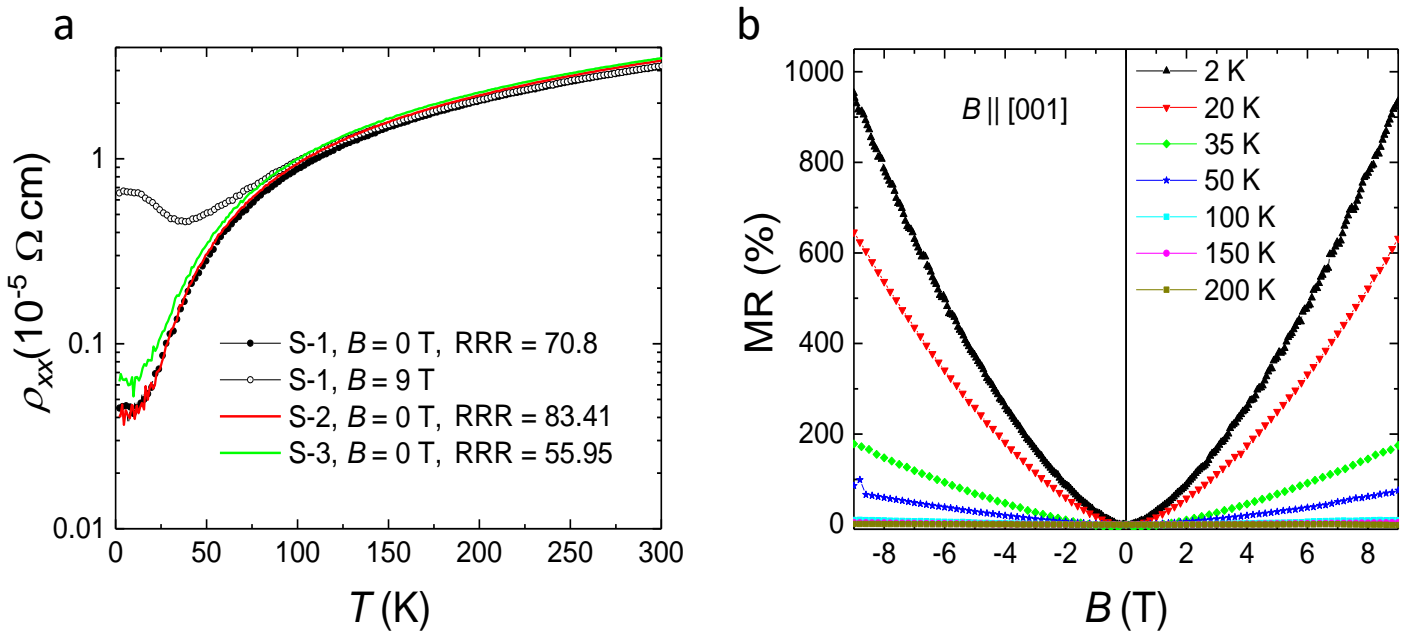 a
ρxx(10-5 Ω cm)
1
0.1
0.01
S-1, B = 0 T, RRR = 70.8
S-1, B = 9 T
S-2, B = 0 T, RRR = 83.41
S-3, B = 0 T, RRR = 55.95
0 50 100 150 200 250 300
T (K)
b
MR (%)
1000
800
600
400
200
0
B || [001]
2 K
20 K
35 K
50 K
100 K
150 K
200 K
-8 -6 -4 -2 0 2 4 6 8
B (T)